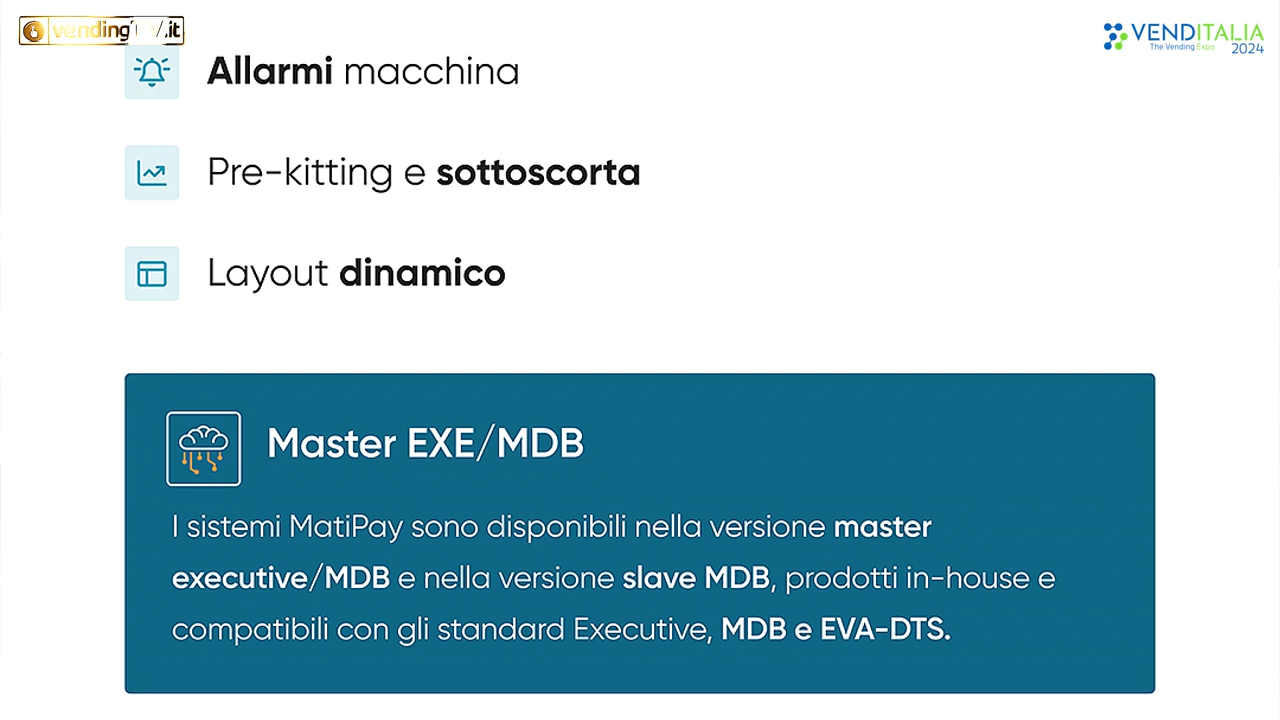 vendingTV.it
VENDITALIA
The Vending Expo
2024
Allarmi macchina
Pre-kitting e sottoscorta
Layout dinamico
Master EXE/MDB
I sistemi MatiPay sono disponibili nella versione master
executive/MDB e nella versione slave MDB, prodotti in-house e
compatibili con gli standard Executive, MDB e EVA-DTS.